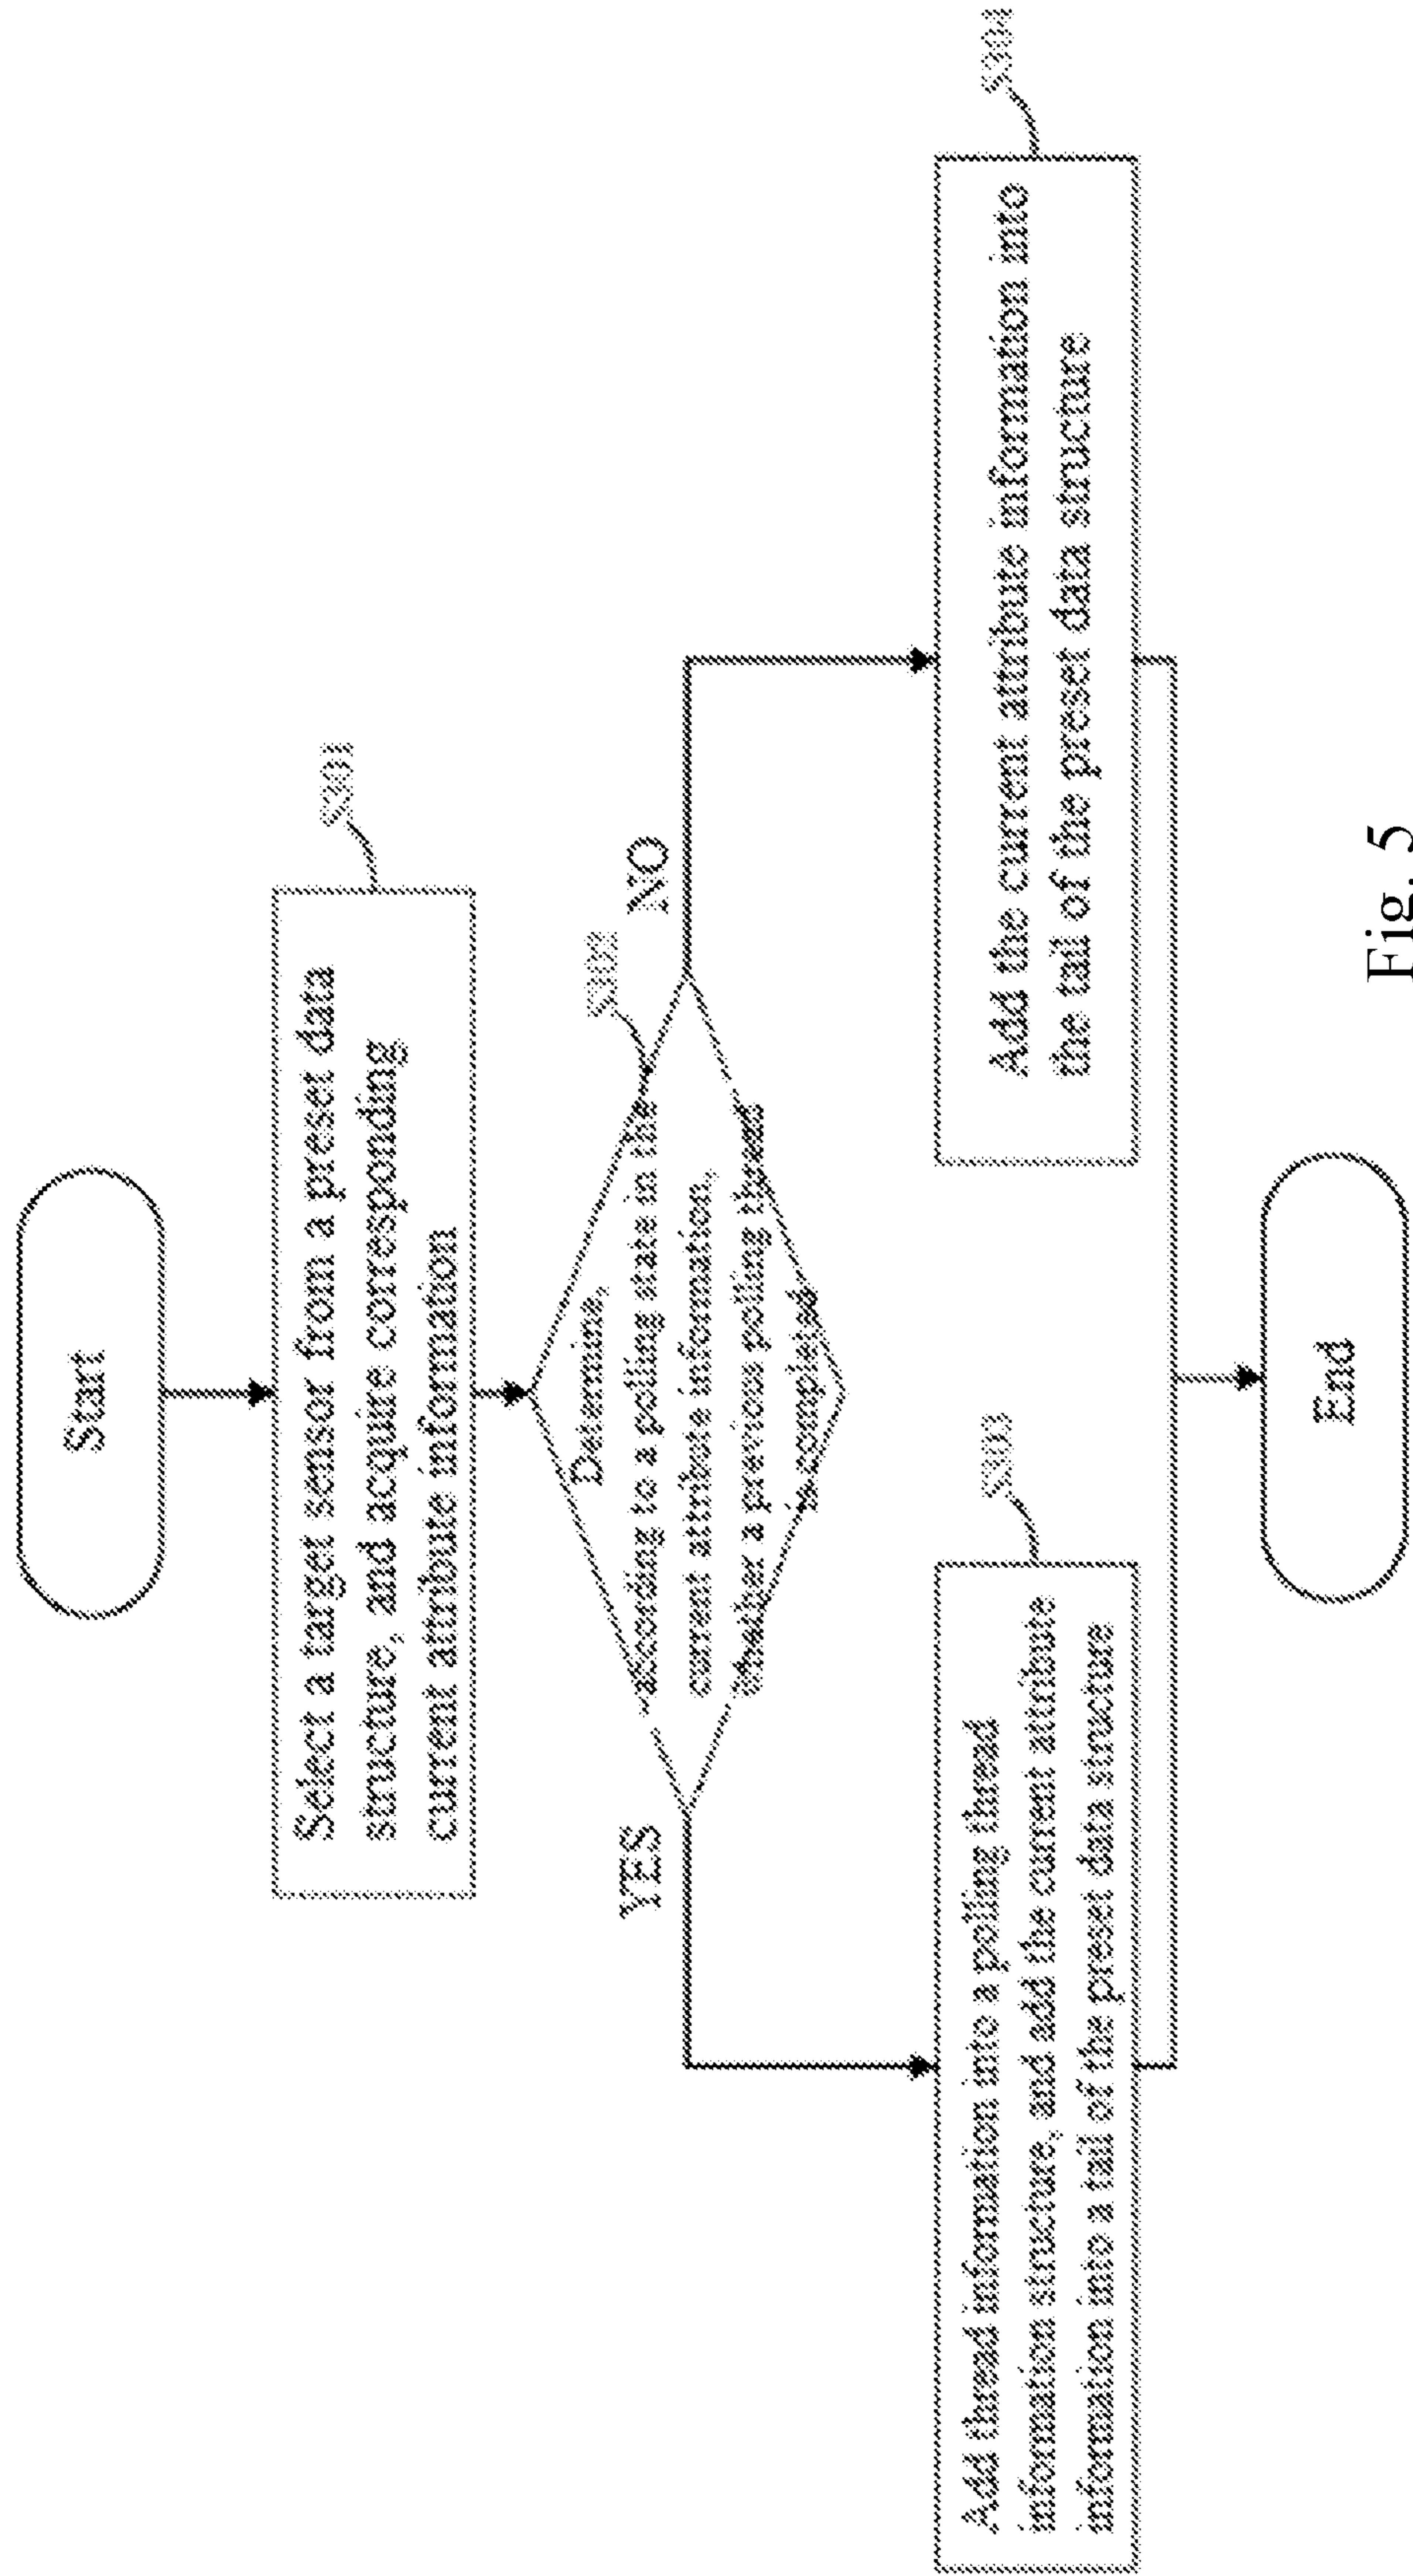 Start
Select a target sensor from a preset data
structure, and acquire corresponding
current attribute information
S301
Determine,
according to a polling state in the
current attribute information,
whether a previous polling thread
is completed
S302
YES
NO
Add thread information into a polling thread
information structure, and add the current attribute
information into a tail of the preset data structure
S303
Add the current attribute information into
the tail of the preset data structure
S304
End
Fig. 5